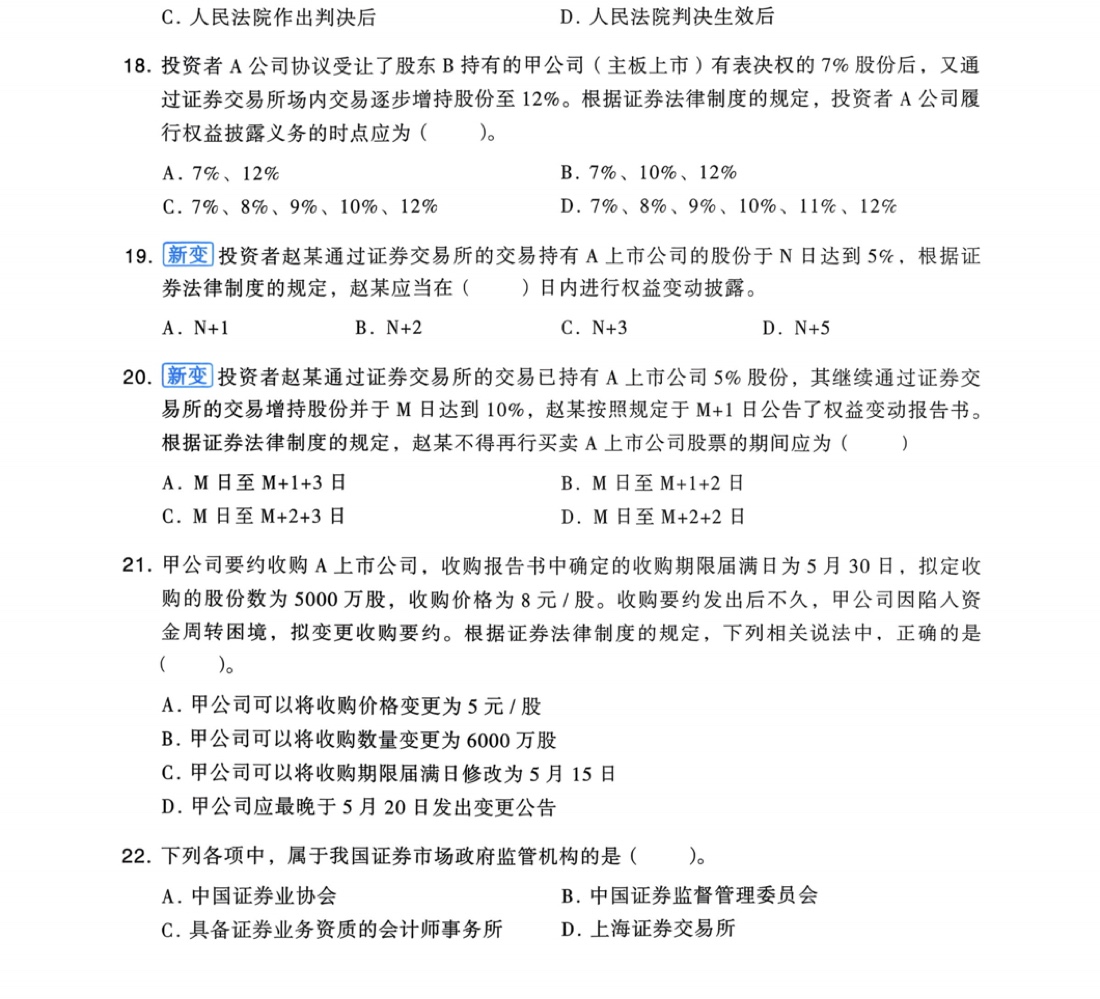 C. 人民法院作出判决后 D. 人民法院判决生效后
18. 投资者 A 公司协议受让了股东 B 持有的甲公司（主板上市）有表决权的 7% 股份后，又通
过证券交易所场内交易逐步增持股份至 12%。根据证券法律制度的规定，投资者 A 公司履
行权益披露义务的时点应为（　　）。
A. 7%、12% B. 7%、10%、12%
C. 7%、8%、9%、10%、12% D. 7%、8%、9%、10%、11%、12%
19. 新变 投资者赵某通过证券交易所的交易持有 A 上市公司的股份于 N 日达到 5%，根据证
券法律制度的规定，赵某应当在（　　）日内进行权益变动披露。
A. N+1 B. N+2 C. N+3 D. N+5
20. 新变 投资者赵某通过证券交易所的交易已持有 A 上市公司 5% 股份，其继续通过证券交
易所的交易增持股份并于 M 日达到 10%，赵某按照规定于 M+1 日公告了权益变动报告书。
根据证券法律制度的规定，赵某不得再行买卖 A 上市公司股票的期间应为（　　）
A. M 日至 M+1+3 日 B. M 日至 M+1+2 日
C. M 日至 M+2+3 日 D. M 日至 M+2+2 日
21. 甲公司要约收购 A 上市公司，收购报告书中确定的收购期限届满日为 5 月 30 日，拟定收
购的股份数为 5000 万股，收购价格为 8 元 / 股。收购要约发出后不久，甲公司因陷入资
金周转困境，拟变更收购要约。根据证券法律制度的规定，下列相关说法中，正确的是
（　　）。
A. 甲公司可以将收购价格变更为 5 元 / 股
B. 甲公司可以将收购数量变更为 6000 万股
C. 甲公司可以将收购期限届满日修改为 5 月 15 日
D. 甲公司应最晚于 5 月 20 日发出变更公告
22. 下列各项中，属于我国证券市场政府监管机构的是（　　）。
A. 中国证券业协会 B. 中国证券监督管理委员会
C. 具备证券业务资质的会计师事务所 D. 上海证券交易所